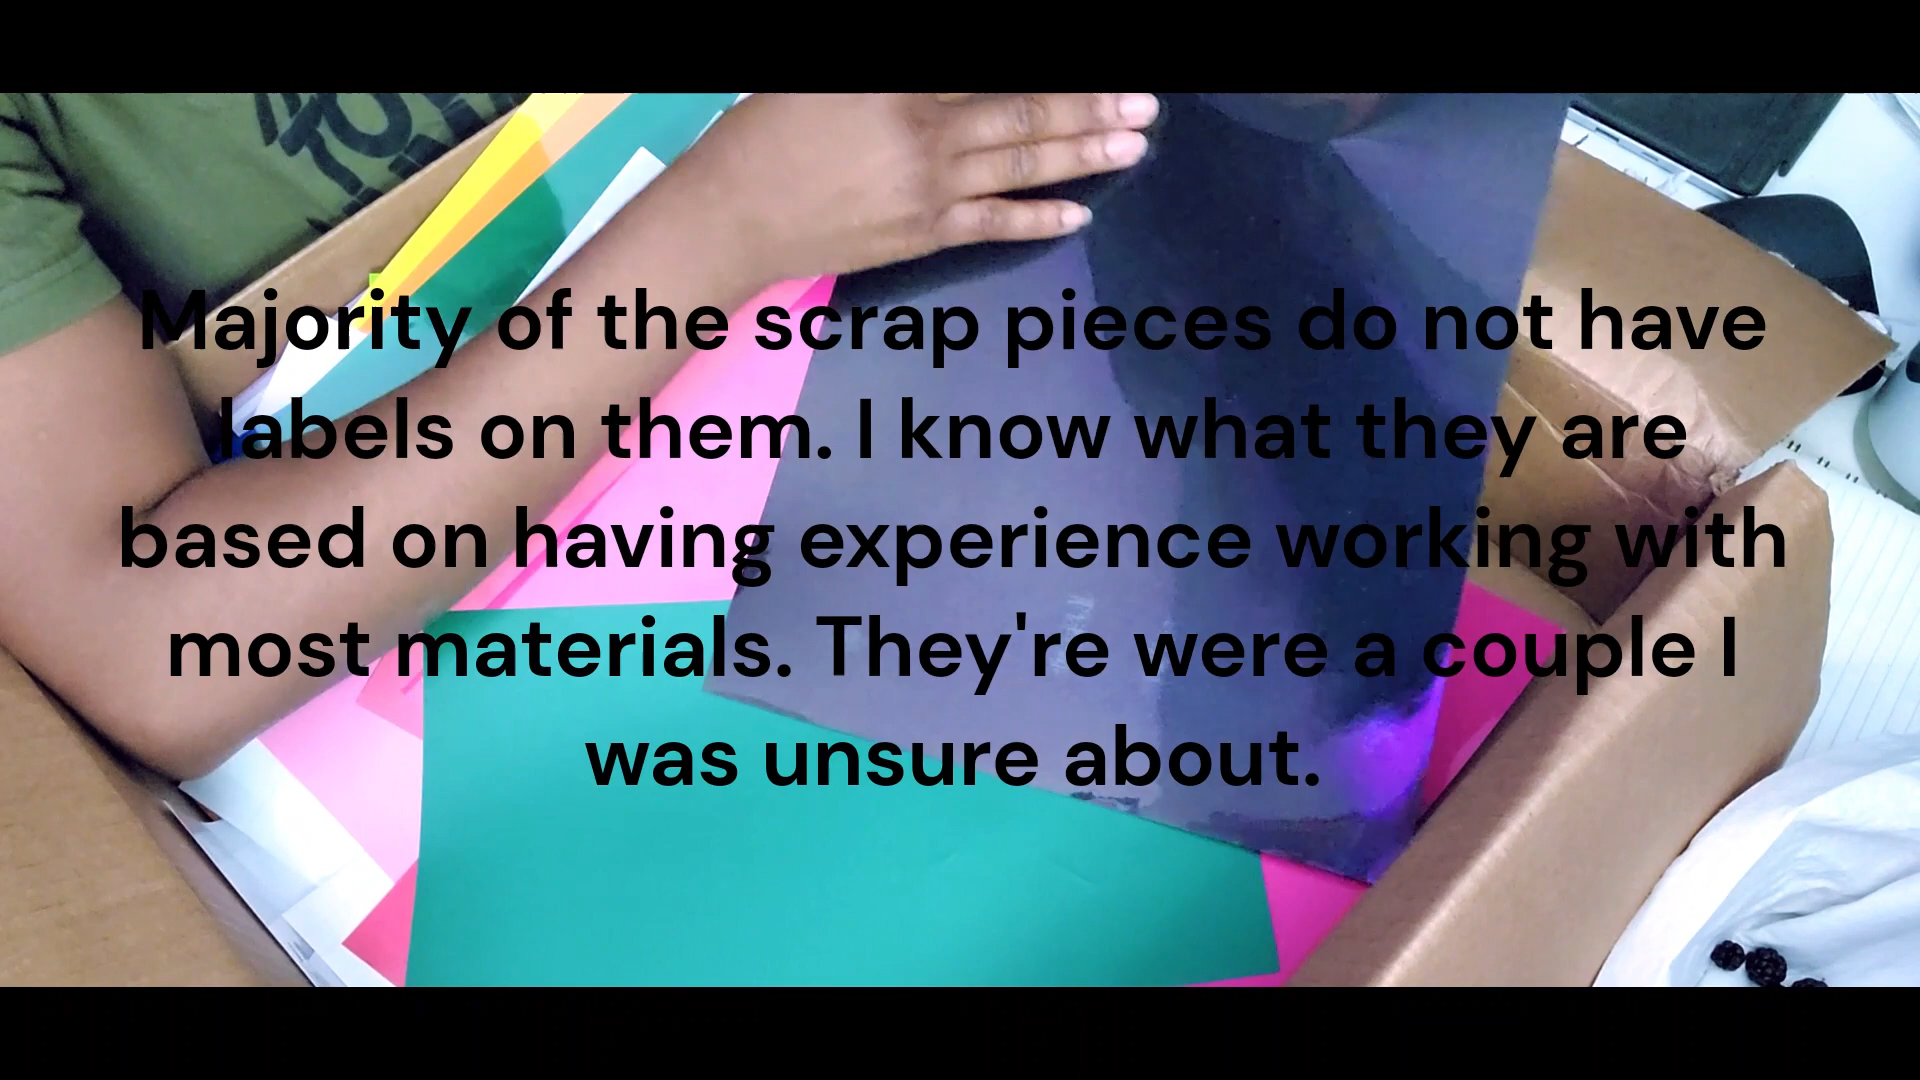 Majority of the scrap pieces do not have
labels on them. I know what they are
based on having experience working with
most materials. They're were a couple I
was unsure about.